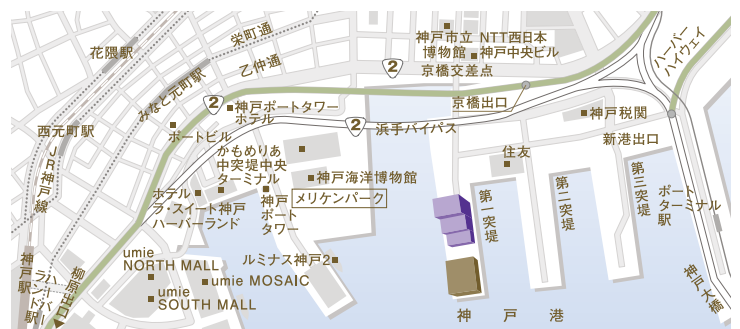 花隈駅
栄町通
乙仲通
みなと元町駅
西元町駅
JR神戸線
神戸駅
ハーバー
ランド駅
柳原出口
2
2
2
神戸市立
博物館
NTT西日本
神戸中央ビル
京橋交差点
ハーバー
ハイウェイ
京橋出口
神戸ポートタワー
ホテル
ポートビル
浜手バイパス
神戸税関
新港出口
住友
かもめりあ
中突堤中央
ターミナル
神戸海洋博物館
メリケンパーク
ホテル
ラ・スイート神戸
ハーバーランド
神戸
ポート
タワー
第一突堤
第二突堤
第三突堤
ポート
ターミナル
駅
神戸大橋
umie
NORTH MALL
umie MOSAIC
umie
SOUTH MALL
ルミナス神戸2
神戸港